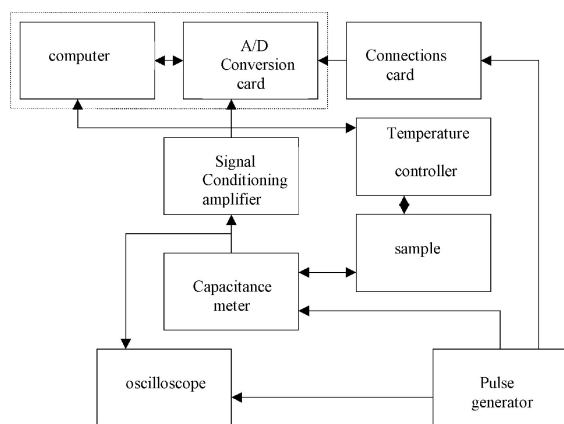 computer
A/D
Conversion
card
Connections
card
Temperature
controller
Signal
Conditioning
amplifier
sample
Capacitance
meter
oscilloscope
Pulse
generator